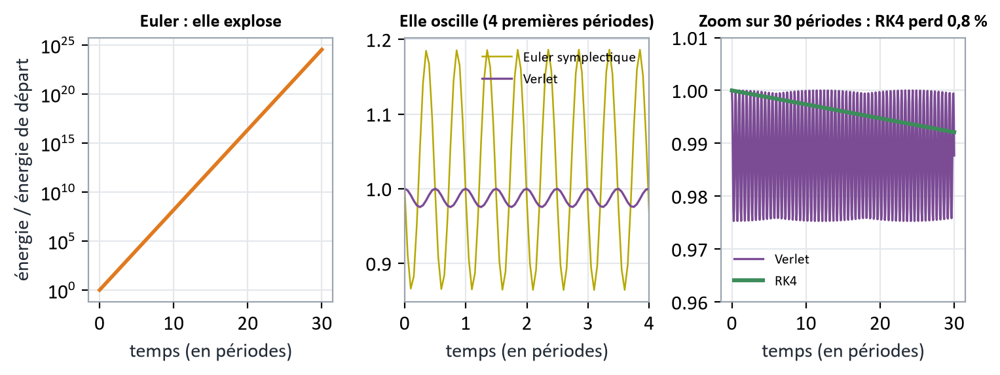 Euler : elle explose
énergie / énergie de départ
10^25
10^20
10^15
10^10
10^5
10^0
0 10 20 30
temps (en périodes)
Elle oscille (4 premières périodes)
1.2
1.1
1.0
0.9
Euler symplectique
Verlet
0 1 2 3 4
temps (en périodes)
Zoom sur 30 périodes : RK4 perd 0,8 %
1.01
1.00
0.99
0.98
0.97
0.96
Verlet
RK4
0 10 20 30
temps (en périodes)